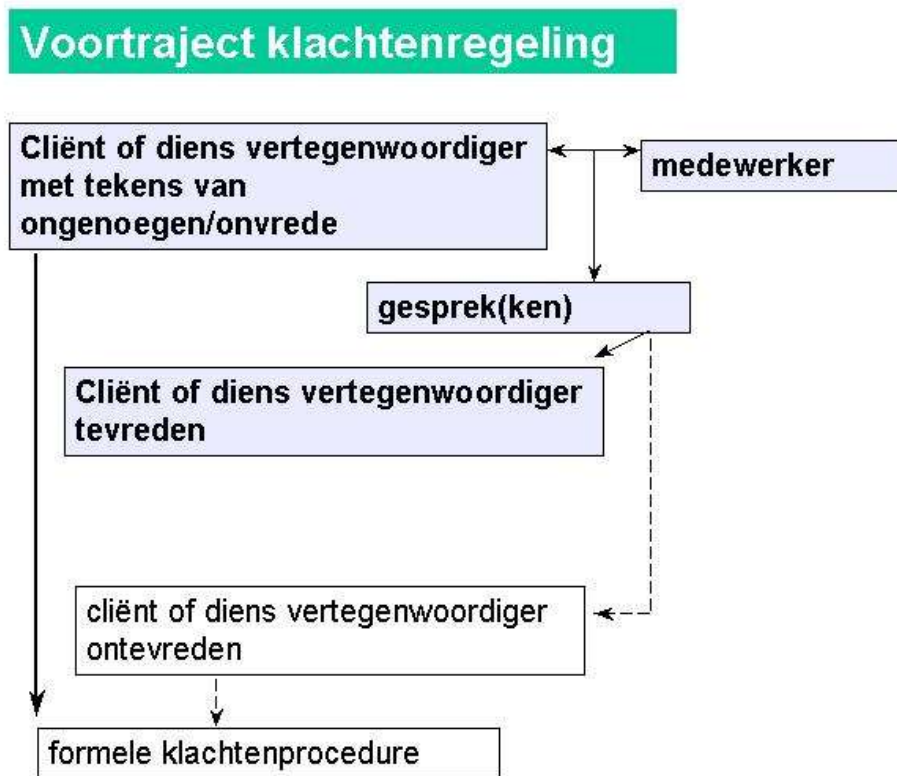 Voortraject klachtenregeling
Cliënt of diens vertegenwoordiger
met tekens van
ongenoegen/onvrede
medewerker
gesprek(ken)
Cliënt of diens vertegenwoordiger
tevreden
cliënt of diens vertegenwoordiger
ontevreden
formele klachtenprocedure